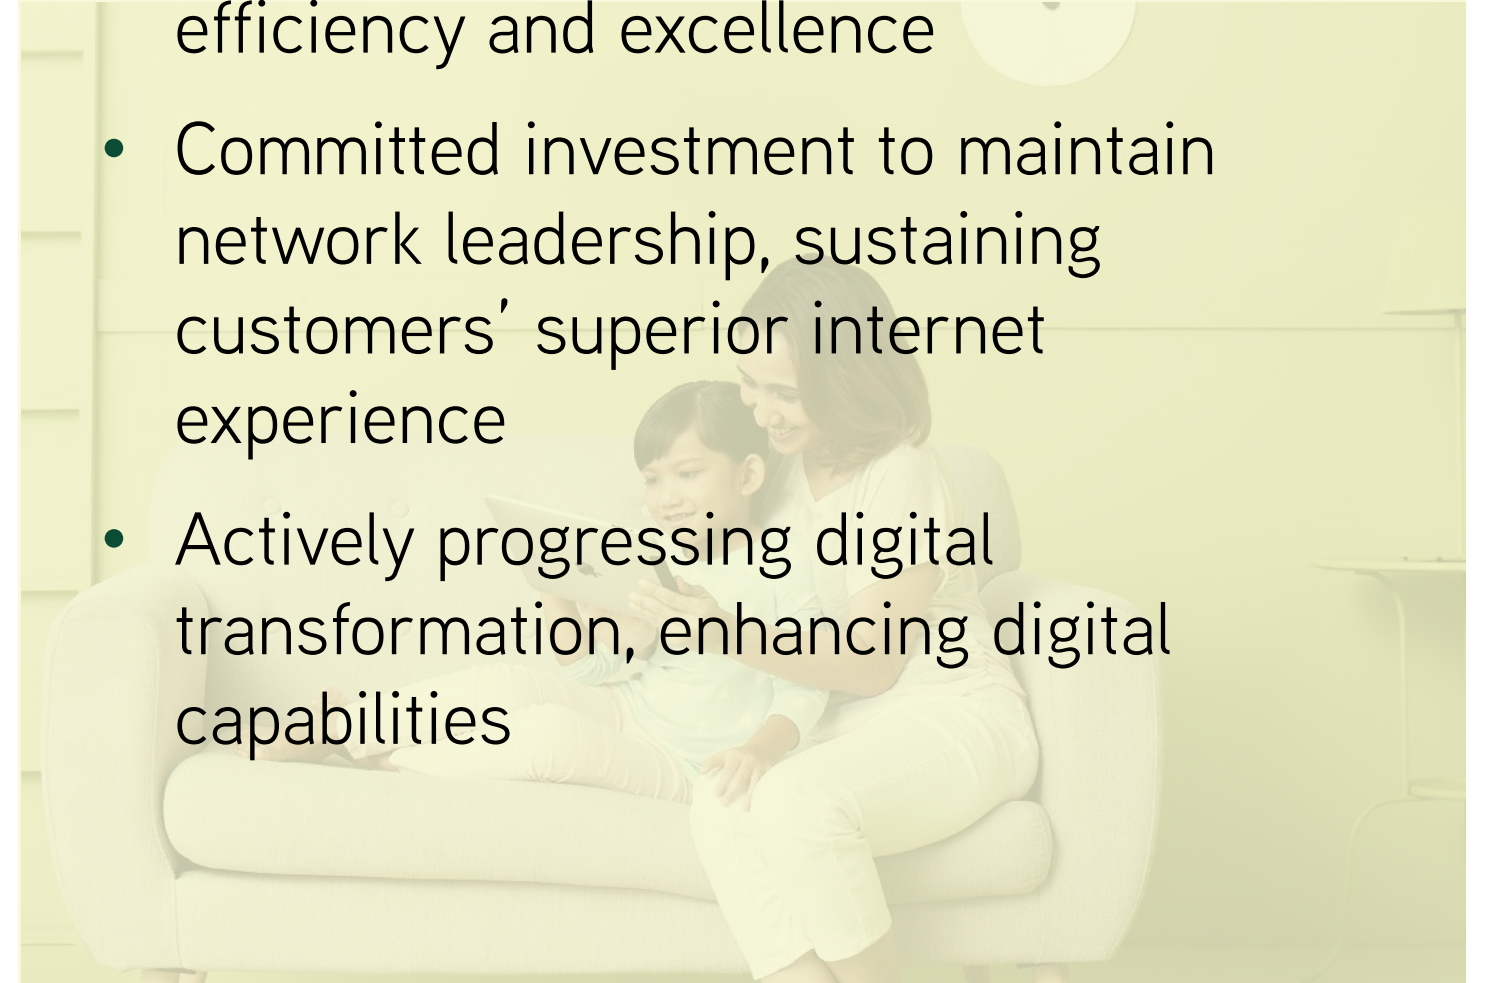 efficiency and excellence
• Committed investment to maintain
network leadership, sustaining
customers’ superior internet
experience
• Actively progressing digital
transformation, enhancing digital
capabilities